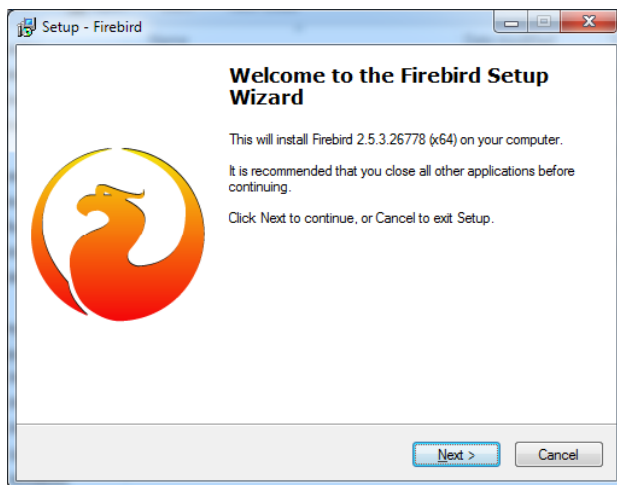 Setup - Firebird
Welcome to the Firebird Setup
Wizard
This will install Firebird 2.5.3.26778 (x64) on your computer.
It is recommended that you close all other applications before
continuing.
Click Next to continue, or Cancel to exit Setup.
Next > Cancel